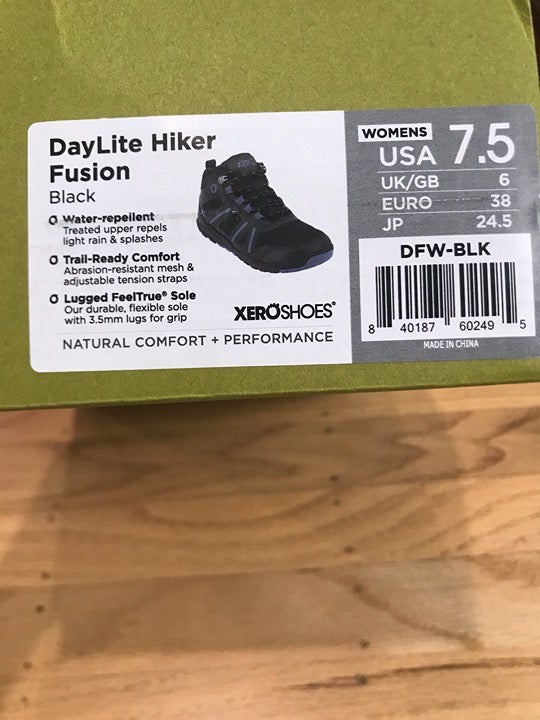 DayLite Hiker
Fusion
Black
Water-repellent
Treated upper repels
light rain & splashes
Trail-Ready Comfort
Abrasion-resistant mesh &
adjustable tension straps
Lugged FeelTrue® Sole
Our durable, flexible sole
with 3.5mm lugs for grip
XEROSHOES®
NATURAL COMFORT + PERFORMANCE
WOMENS
USA 7.5
UK/GB 6
EURO 38
JP 24.5
DFW-BLK
8 40187 60249 5
MADE IN CHINA